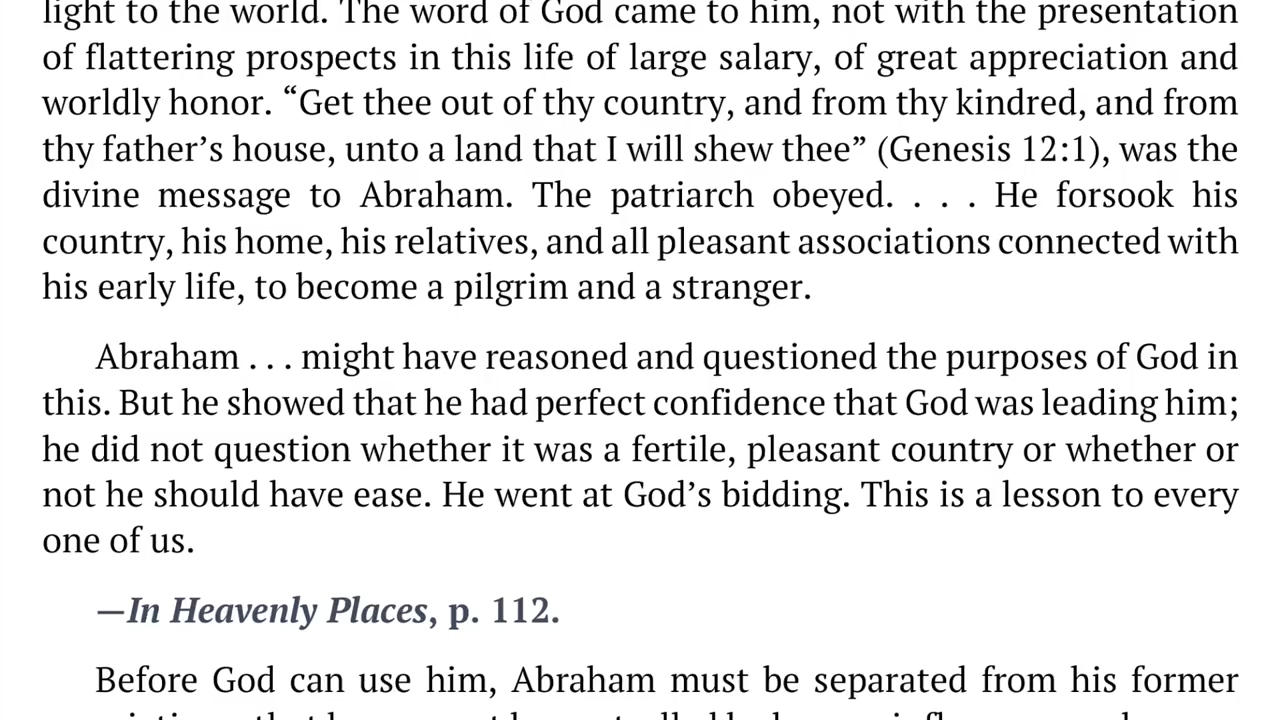 light to the world. The word of God came to him, not with the presentation
of flattering prospects in this life of large salary, of great appreciation and
worldly honor. “Get thee out of thy country, and from thy kindred, and from
thy father’s house, unto a land that I will shew thee” (Genesis 12:1), was the
divine message to Abraham. The patriarch obeyed. . . . He forsook his
country, his home, his relatives, and all pleasant associations connected with
his early life, to become a pilgrim and a stranger.
Abraham . . . might have reasoned and questioned the purposes of God in
this. But he showed that he had perfect confidence that God was leading him;
he did not question whether it was a fertile, pleasant country or whether or
not he should have ease. He went at God’s bidding. This is a lesson to every
one of us.
—In Heavenly Places, p. 112.
Before God can use him, Abraham must be separated from his former